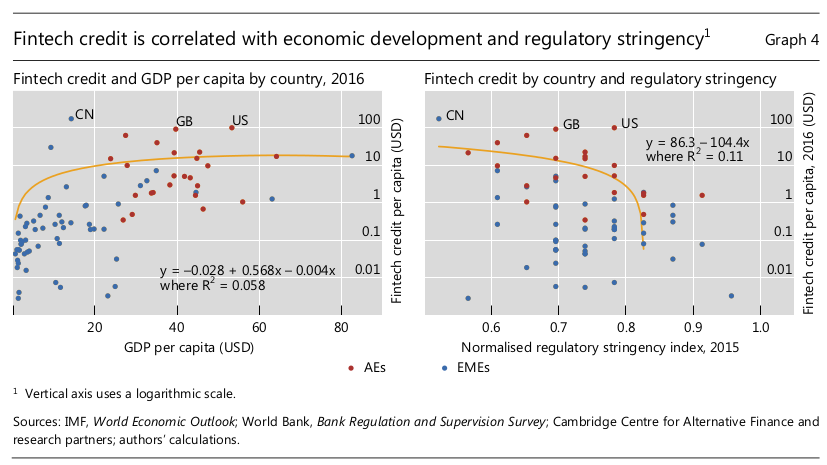 Fintech credit is correlated with economic development and regulatory stringency¹ Graph 4
Fintech credit and GDP per capita by country, 2016
CN
GB
US
100
10
1
0.1
0.01
y = –0.028 + 0.568x – 0.004x
where R² = 0.058
20 40 60 80
GDP per capita (USD)
Fintech credit per capita (USD)
Fintech credit by country and regulatory stringency
CN
GB
US
y = 86.3 – 104.4x
where R² = 0.11
100
10
1
0.1
0.01
0.6 0.7 0.8 0.9 1.0
Normalised regulatory stringency index, 2015
Fintech credit per capita, 2016 (USD)
AEs EMEs
¹ Vertical axis uses a logarithmic scale.
Sources: IMF, World Economic Outlook; World Bank, Bank Regulation and Supervision Survey; Cambridge Centre for Alternative Finance and
research partners; authors’ calculations.